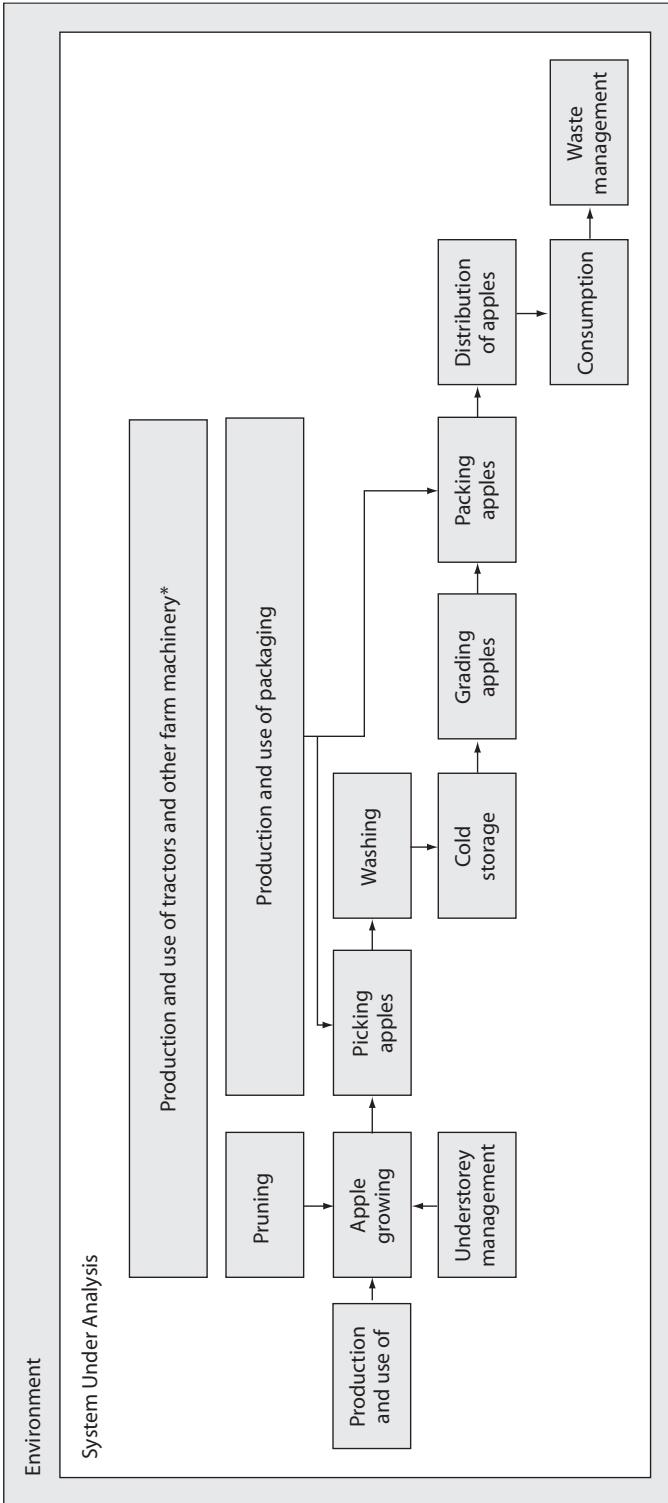 Environment
System Under Analysis
Production and use of tractors and other farm machinery*
Pruning
Production and use of packaging
Production
and use of
Apple
growing
Picking
apples
Washing
Understorey
management
Cold
storage
Grading
apples
Packing
apples
Distribution
of apples
Consumption
Waste
management